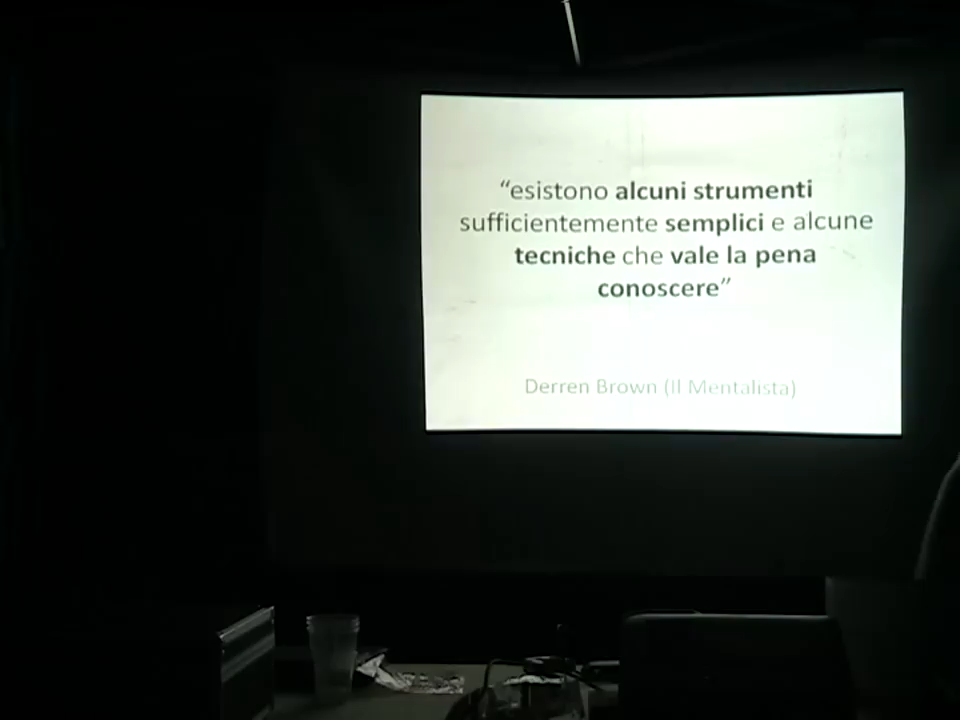 “esistono alcuni strumenti
sufficientemente semplici e alcune
tecniche che vale la pena
conoscere”
Derren Brown (Il Mentalista)